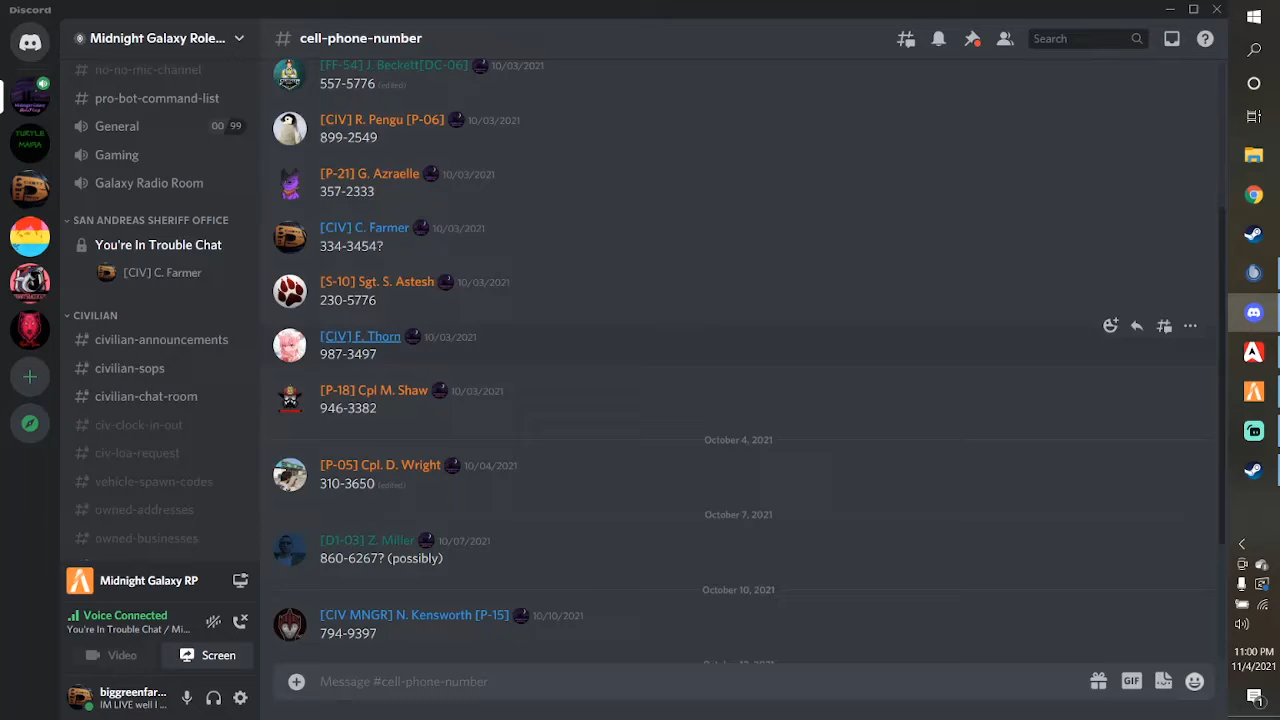 Discord
Midnight Galaxy Role...
# cell-phone-number
Search
no-no-mic-channel
pro-bot-command-list
General 00 99
Gaming
Galaxy Radio Room
SAN ANDREAS SHERIFF OFFICE
You're In Trouble Chat
[CIV] C. Farmer
CIVILIAN
civilian-announcements
civilian-sops
civilian-chat-room
civ-clock-in-out
civ-loa-request
vehicle-spawn-codes
owned-addresses
owned-businesses
Midnight Galaxy RP
Voice Connected
You're In Trouble Chat / Mi...
Video Screen
biggreenfar...
IM LIVE well i ...
TURTLE
MAFIA
[FF-54] J. Beckett[DC-06] 10/03/2021
557-5776 (edited)
[CIV] R. Pengu [P-06] 10/03/2021
899-2549
[P-21] G. Azraelle 10/03/2021
357-2333
[CIV] C. Farmer 10/03/2021
334-3454?
[S-10] Sgt. S. Astesh 10/03/2021
230-5776
[CIV] F. Thorn 10/03/2021
987-3497
[P-18] Cpl M. Shaw 10/03/2021
946-3382
October 4, 2021
[P-05] Cpl. D. Wright 10/04/2021
310-3650 (edited)
October 7, 2021
[D1-03] Z. Miller 10/07/2021
860-6267? (possibly)
October 10, 2021
[CIV MNGR] N. Kensworth [P-15] 10/10/2021
794-9397
Message #cell-phone-number
GIF
11:00 PM
11/4/2021